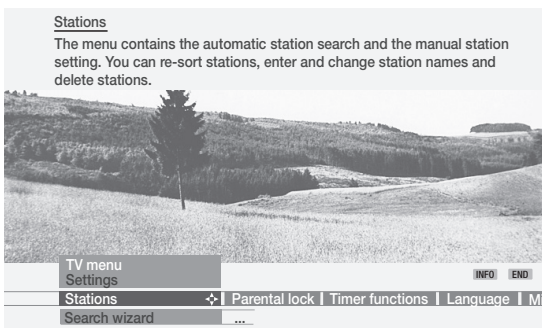 Stations
The menu contains the automatic station search and the manual station
setting. You can re-sort stations, enter and change station names and
delete stations.
TV menu
Settings
INFO END
Stations Parental lock Timer functions Language Mi
Search wizard ...